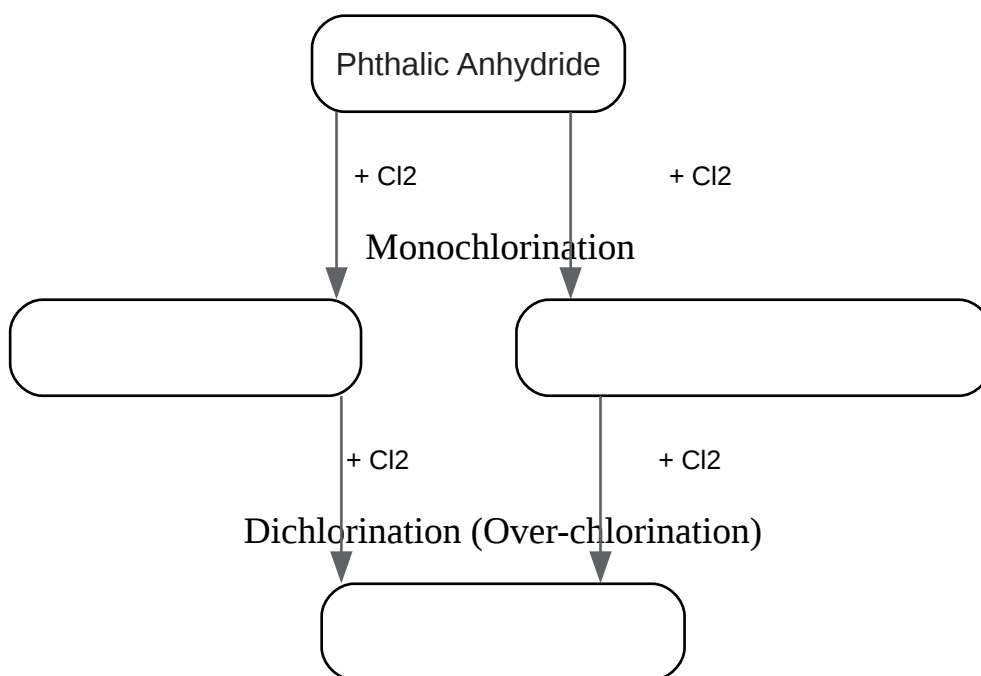 Phthalic Anhydride
+ Cl2
+ Cl2
Monochlorination
+ Cl2
+ Cl2
Dichlorination (Over-chlorination)